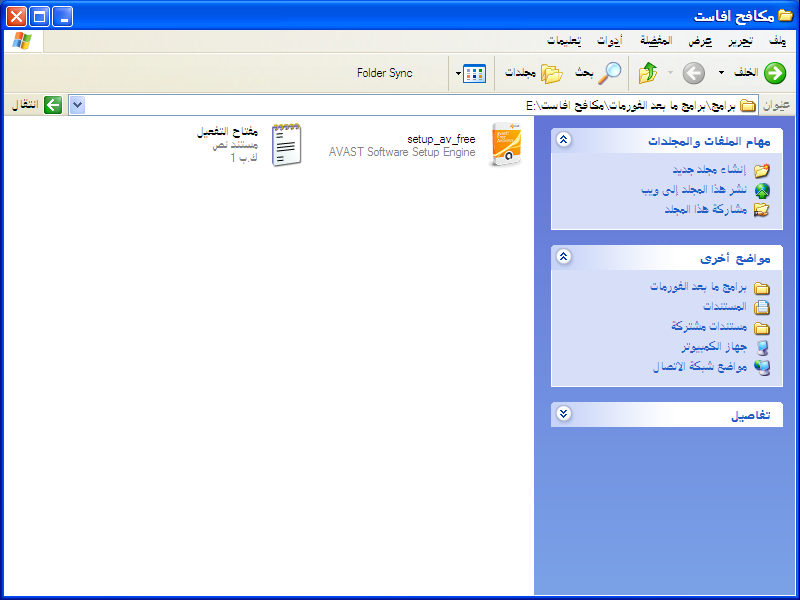 مكافح افاست
ملف تحرير عرض المفضلة أدوات تعليمات
الخلف بحث مجلدات Folder Sync
عنوان E:\برامج\برامج ما بعد الفورمات\مكافح افاست انتقال
مهام الملفات والمجلدات
إنشاء مجلد جديد
نشر هذا المجلد إلى ويب
مشاركة هذا المجلد
مواضع أخرى
برامج ما بعد الفورمات
المستندات
مستندات مشتركة
جهاز الكمبيوتر
مواضع شبكة الاتصال
تفاصيل
setup_av_free
AVAST Software Setup Engine
مفتاح التفعيل
مستند نص
1 ك.ب